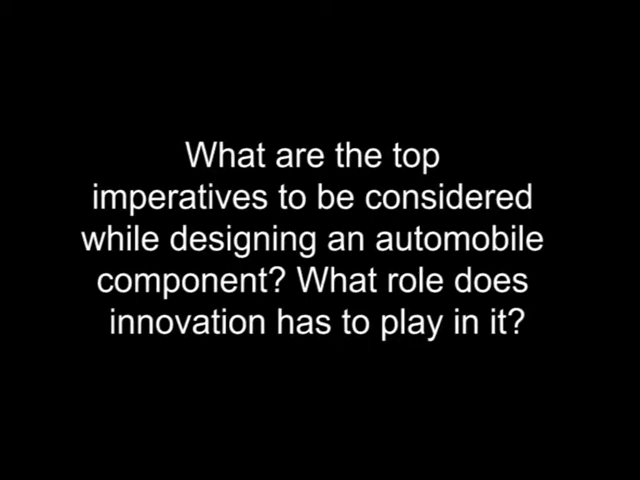 What are the top
imperatives to be considered
while designing an automobile
component? What role does
innovation has to play in it?